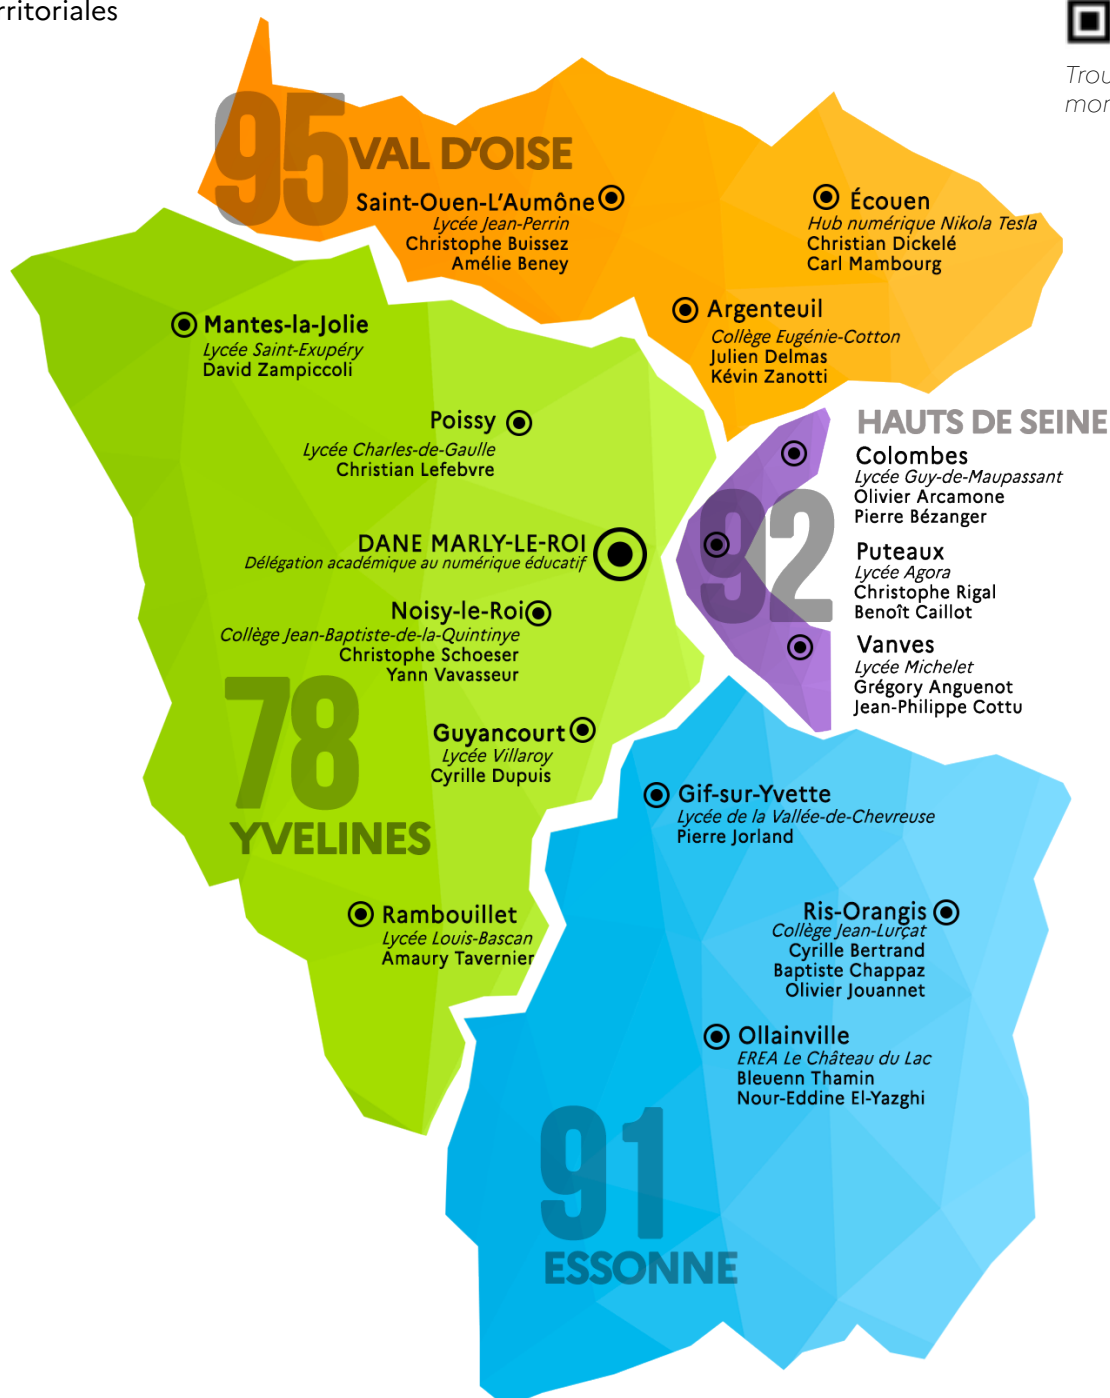 rritoriales
Trou
mor
95
VAL D'OISE
Saint-Ouen-L'Aumône
Lycée Jean-Perrin
Christophe Buissez
Amélie Beney
Écouen
Hub numérique Nikola Tesla
Christian Dickelé
Carl Mambourg
Argenteuil
Collège Eugénie-Cotton
Julien Delmas
Kévin Zanotti
Mantes-la-Jolie
Lycée Saint-Exupéry
David Zampiccoli
Poissy
Lycée Charles-de-Gaulle
Christian Lefebvre
DANE MARLY-LE-ROI
Délégation académique au numérique éducatif
Noisy-le-Roi
Collège Jean-Baptiste-de-la-Quintinye
Christophe Schoeser
Yann Vavasseur
78
YVELINES
Guyancourt
Lycée Villaroy
Cyrille Dupuis
Rambouillet
Lycée Louis-Bascan
Amaury Tavernier
HAUTS DE SEINE
92
Colombes
Lycée Guy-de-Maupassant
Olivier Arcamone
Pierre Bézanger
Puteaux
Lycée Agora
Christophe Rigal
Benoît Caillot
Vanves
Lycée Michelet
Grégory Anguenot
Jean-Philippe Cottu
Gif-sur-Yvette
Lycée de la Vallée-de-Chevreuse
Pierre Jorland
Ris-Orangis
Collège Jean-Lurçat
Cyrille Bertrand
Baptiste Chappaz
Olivier Jouannet
Ollainville
EREA Le Château du Lac
Bleuenn Thamin
Nour-Eddine El-Yazghi
91
ESSONNE